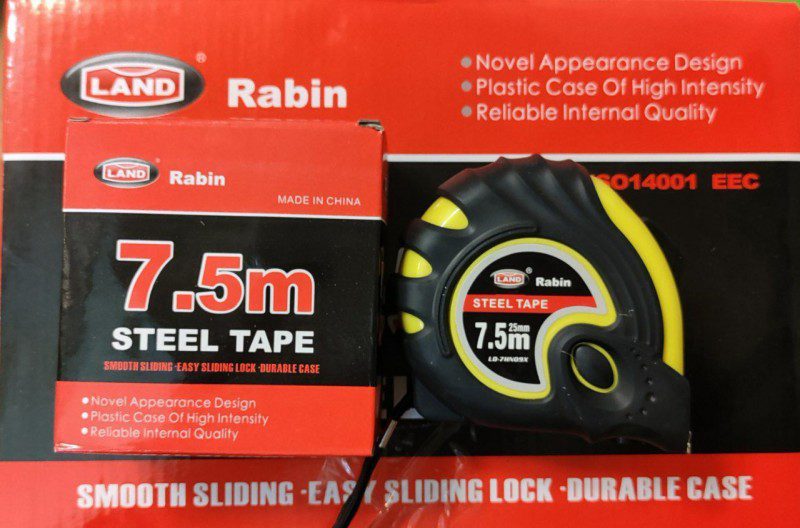 LAND
®
Rabin
Novel Appearance Design
Plastic Case Of High Intensity
Reliable Internal Quality
SO14001 EEC
LAND
Rabin
MADE IN CHINA
7.5m
STEEL TAPE
SMOOTH SLIDING ·EASY SLIDING LOCK ·DURABLE CASE
Novel Appearance Design
Plastic Case Of High Intensity
Reliable Internal Quality
LAND
®
Rabin
STEEL TAPE
25mm
7.5m
SMOOTH SLIDING ·EASY SLIDING LOCK ·DURABLE CASE